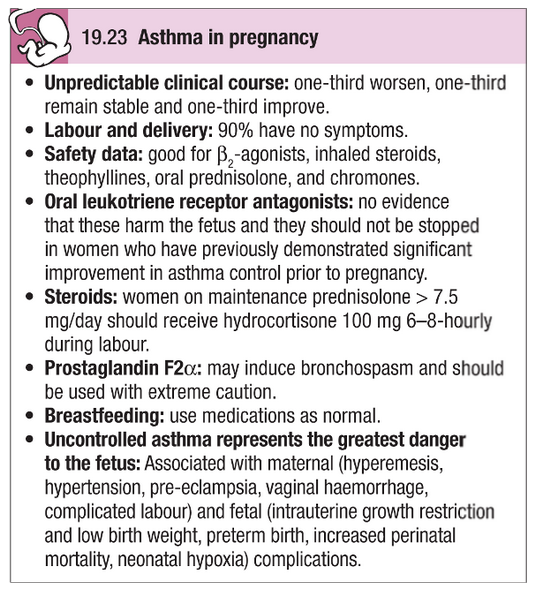 19.23 Asthma in pregnancy
• Unpredictable clinical course: one-third worsen, one-third
remain stable and one-third improve.
• Labour and delivery: 90% have no symptoms.
• Safety data: good for β₂-agonists, inhaled steroids,
theophyllines, oral prednisolone, and chromones.
• Oral leukotriene receptor antagonists: no evidence
that these harm the fetus and they should not be stopped
in women who have previously demonstrated significant
improvement in asthma control prior to pregnancy.
• Steroids: women on maintenance prednisolone > 7.5
mg/day should receive hydrocortisone 100 mg 6–8-hourly
during labour.
• Prostaglandin F2α: may induce bronchospasm and should
be used with extreme caution.
• Breastfeeding: use medications as normal.
• Uncontrolled asthma represents the greatest danger
to the fetus: Associated with maternal (hyperemesis,
hypertension, pre-eclampsia, vaginal haemorrhage,
complicated labour) and fetal (intrauterine growth restriction
and low birth weight, preterm birth, increased perinatal
mortality, neonatal hypoxia) complications.